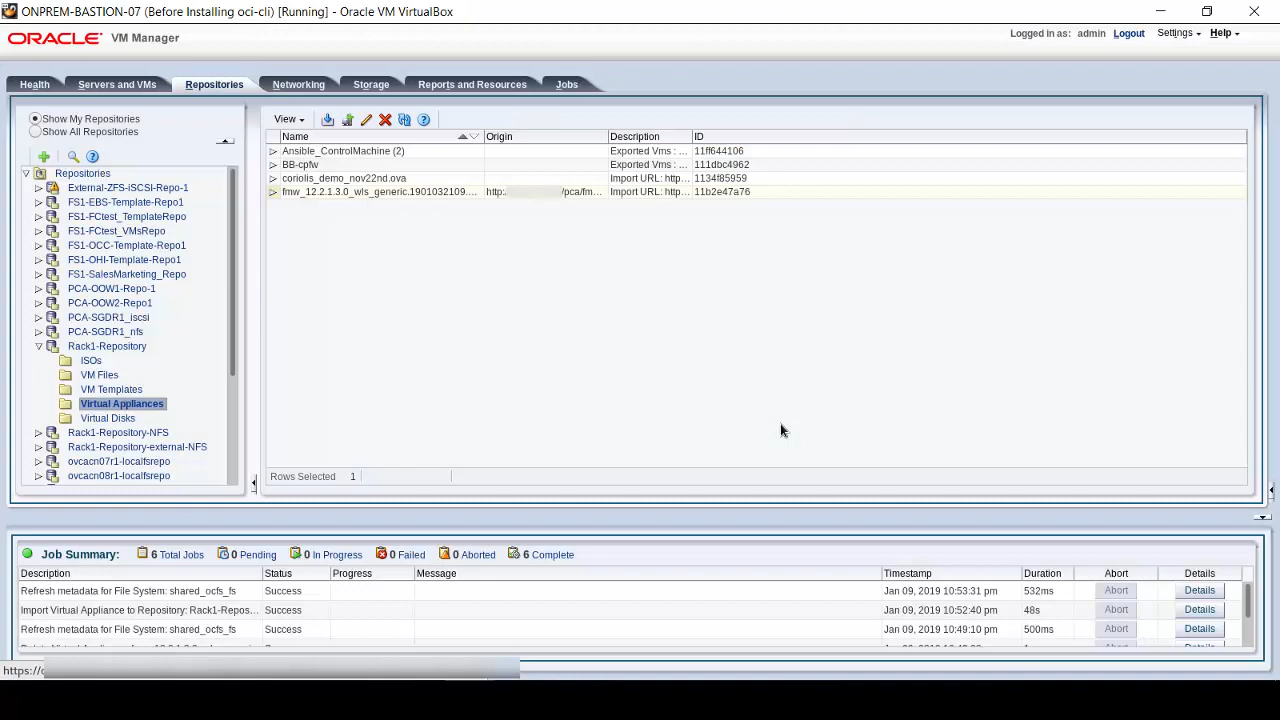 ONPREM-BASTION-07 (Before Installing oci-cli) [Running] - Oracle VM VirtualBox
ORACLE VM Manager
Logged in as: admin Logout Settings Help
Health Servers and VMs Repositories Networking Storage Reports and Resources Jobs
Show My Repositories
Show All Repositories
Repositories
External-ZFS-iSCSI-Repo-1
FS1-EBS-Template-Repo1
FS1-FCtest_TemplateRepo
FS1-FCtest_VMsRepo
FS1-OCC-Template-Repo1
FS1-OHI-Template-Repo1
FS1-SalesMarketing_Repo
PCA-OOW1-Repo-1
PCA-OOW2-Repo1
PCA-SGDR1_iscsi
PCA-SGDR1_nfs
Rack1-Repository
ISOs
VM Files
VM Templates
Virtual Appliances
Virtual Disks
Rack1-Repository-NFS
Rack1-Repository-external-NFS
ovcacn07r1-localfsrepo
ovcacn08r1-localfsrepo
View
Name Origin Description ID
Ansible_ControlMachine (2) Exported Vms : ... 11ff644106
BB-cpfw Exported Vms : ... 111dbc4962
coriolis_demo_nov22nd.ova Import URL: http... 1134f85959
fmw_12.2.1.3.0_wls_generic.1901032109.... http: /pca/fm... Import URL: http... 11b2e47a76
Rows Selected 1
Job Summary: 6 Total Jobs 0 Pending 0 In Progress 0 Failed 0 Aborted 6 Complete
Description Status Progress Message Timestamp Duration Abort Details
Refresh metadata for File System: shared_ocfs_fs Success Jan 09, 2019 10:53:31 pm 532ms Abort Details
Import Virtual Appliance to Repository: Rack1-Repos... Success Jan 09, 2019 10:52:40 pm 48s Abort Details
Refresh metadata for File System: shared_ocfs_fs Success Jan 09, 2019 10:49:10 pm 500ms Abort Details
https://